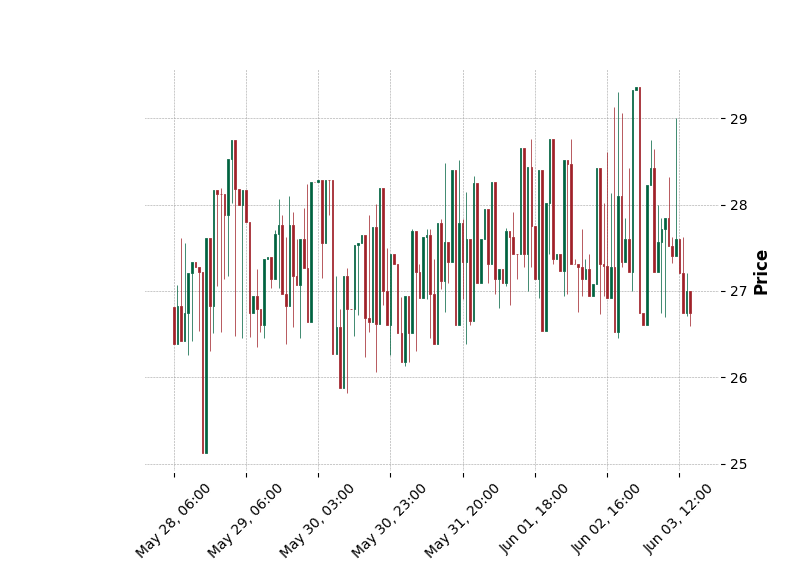 29
28
27
26
25
Price
May 28, 06:00
May 29, 06:00
May 30, 03:00
May 30, 23:00
May 31, 20:00
Jun 01, 18:00
Jun 02, 16:00
Jun 03, 12:00